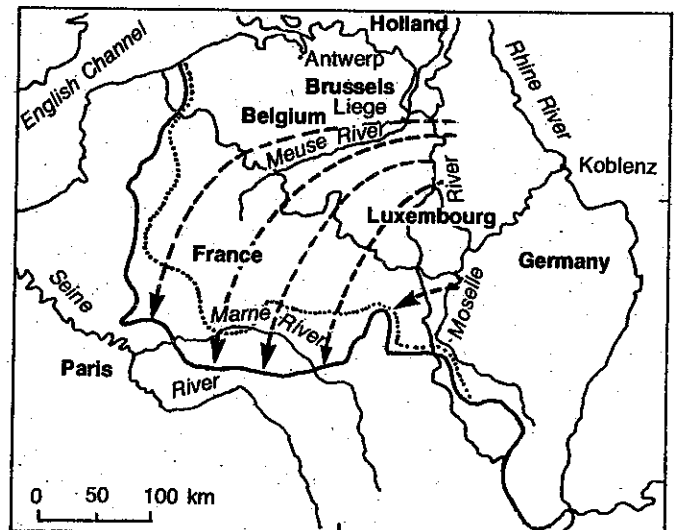 Holland
English Channel
Antwerp
Brussels
Rhine River
Belgium
Liege
Meuse River
Koblenz
River
Luxembourg
France
Germany
Seine
Marne River
Moselle
Paris
River
0 50 100 km